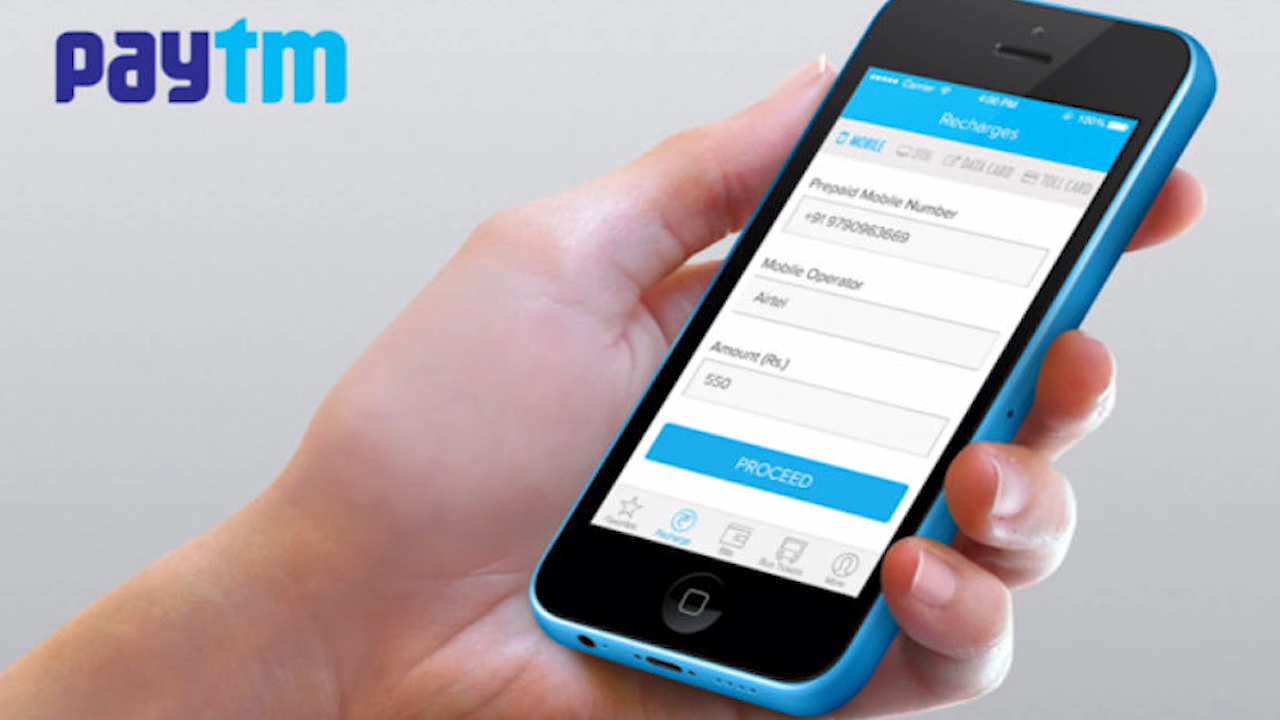 paytm
Carrier
4:00 PM
100%
Recharges
MOBILE
DTH
DATA CARD
TOLL CARD
Prepaid Mobile Number
+91 9790963669
Mobile Operator
Airtel
Amount (Rs.)
550
PROCEED
Favorites
Recharge
Bills
Bus Tickets
More